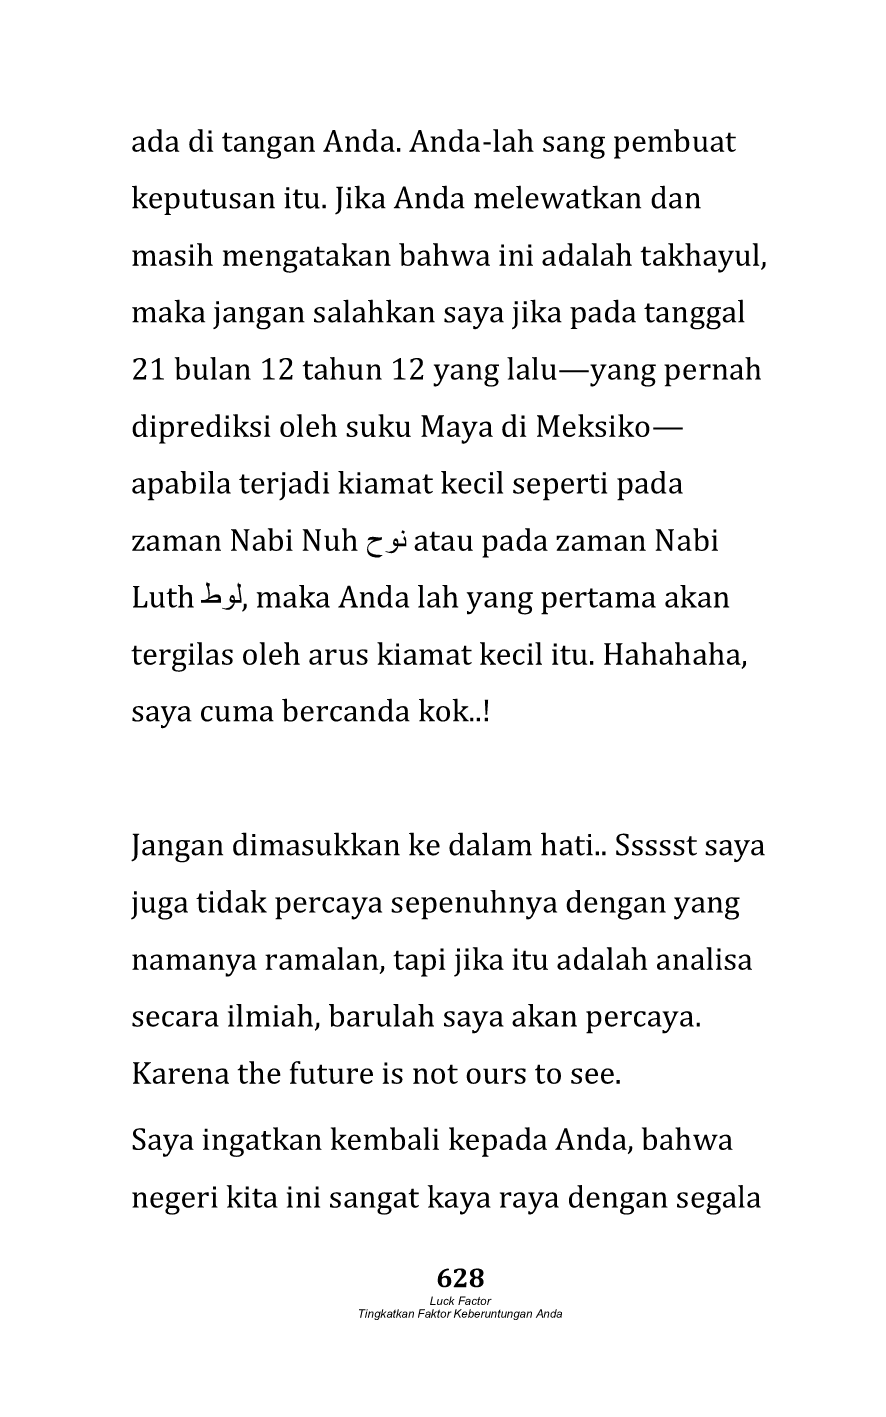 ada di tangan Anda. Anda-lah sang pembuat
keputusan itu. Jika Anda melewatkan dan
masih mengatakan bahwa ini adalah takhayul,
maka jangan salahkan saya jika pada tanggal
21 bulan 12 tahun 12 yang lalu—yang pernah
diprediksi oleh suku Maya di Meksiko—
apabila terjadi kiamat kecil seperti pada
zaman Nabi Nuh نوح atau pada zaman Nabi
Luth لوط, maka Anda lah yang pertama akan
tergilas oleh arus kiamat kecil itu. Hahahaha,
saya cuma bercanda kok..!
Jangan dimasukkan ke dalam hati.. Ssssst saya
juga tidak percaya sepenuhnya dengan yang
namanya ramalan, tapi jika itu adalah analisa
secara ilmiah, barulah saya akan percaya.
Karena the future is not ours to see.
Saya ingatkan kembali kepada Anda, bahwa
negeri kita ini sangat kaya raya dengan segala
628
Luck Factor
Tingkatkan Faktor Keberuntungan Anda